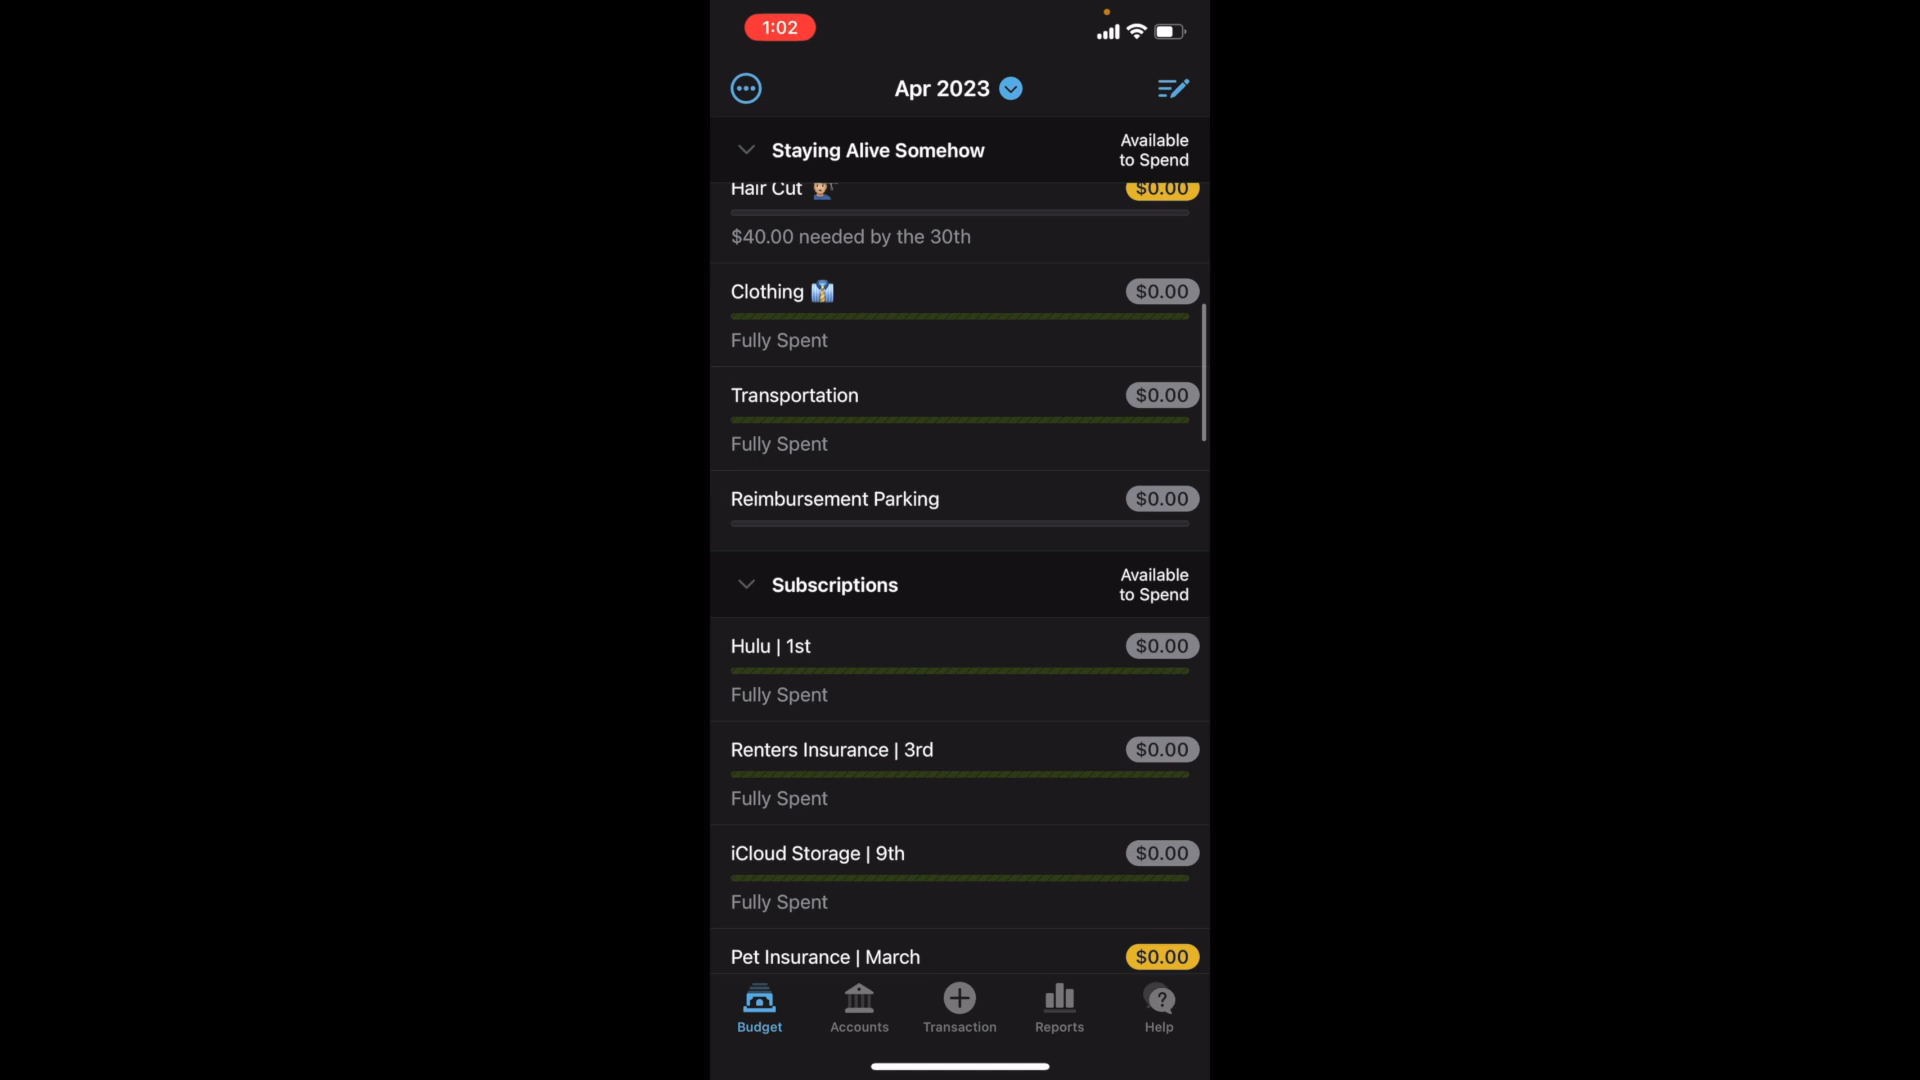 1:02
Apr 2023
Staying Alive Somehow
Available
to Spend
Hair Cut
$0.00
$40.00 needed by the 30th
Clothing
$0.00
Fully Spent
Transportation
$0.00
Fully Spent
Reimbursement Parking
$0.00
Subscriptions
Available
to Spend
Hulu | 1st
$0.00
Fully Spent
Renters Insurance | 3rd
$0.00
Fully Spent
iCloud Storage | 9th
$0.00
Fully Spent
Pet Insurance | March
$0.00
Budget
Accounts
Transaction
Reports
Help